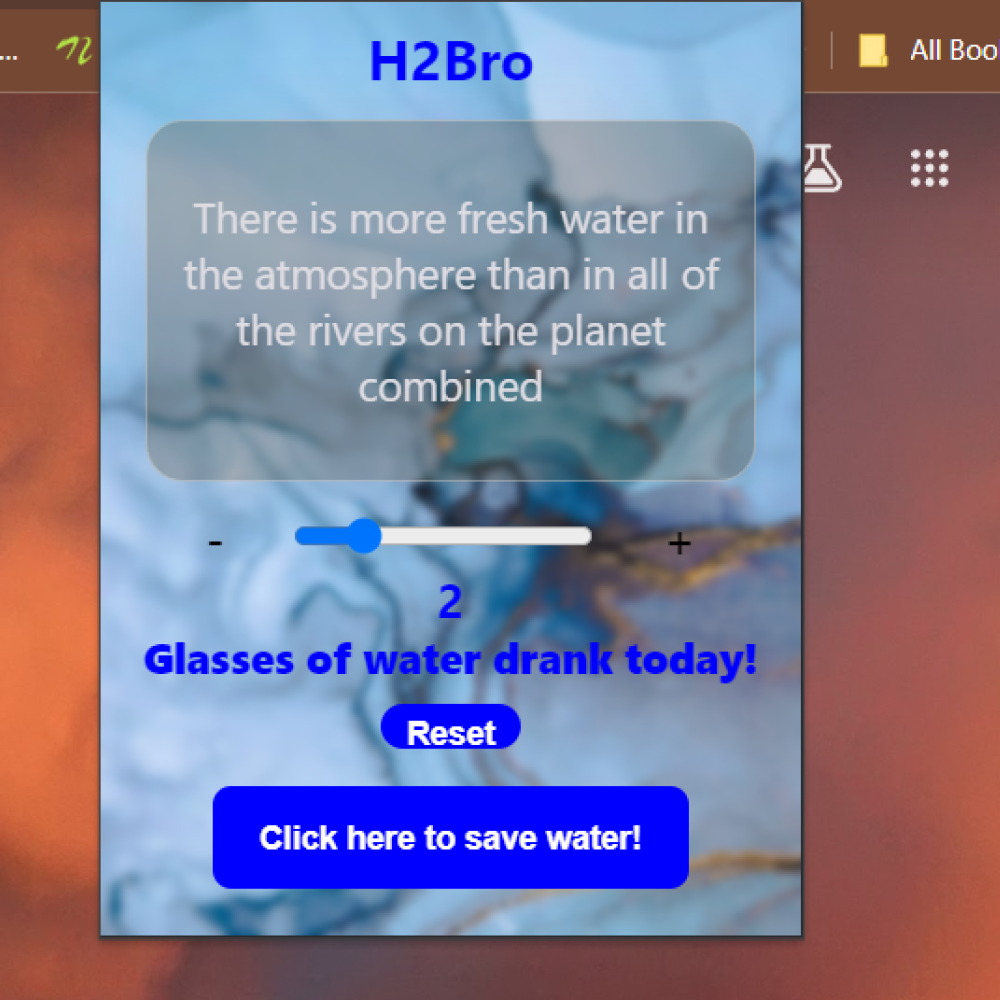 ...
All Boo
H2Bro
There is more fresh water in
the atmosphere than in all of
the rivers on the planet
combined
- +
2
Glasses of water drank today!
Reset
Click here to save water!